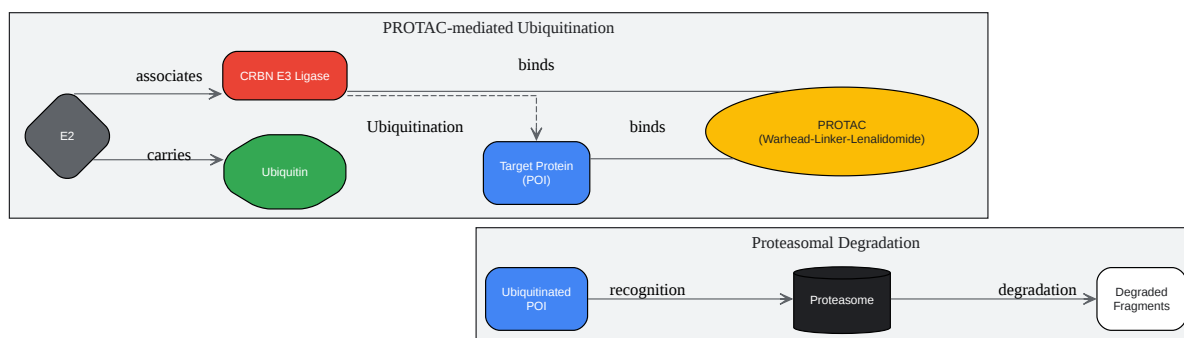 PROTAC-mediated Ubiquitination
associates
CRBN E3 Ligase
binds
E2
carries
Ubiquitin
Ubiquitination
Target Protein
(POI)
binds
PROTAC
(Warhead-Linker-Lenalidomide)
Proteasomal Degradation
Ubiquitinated
POI
recognition
Proteasome
degradation
Degraded
Fragments